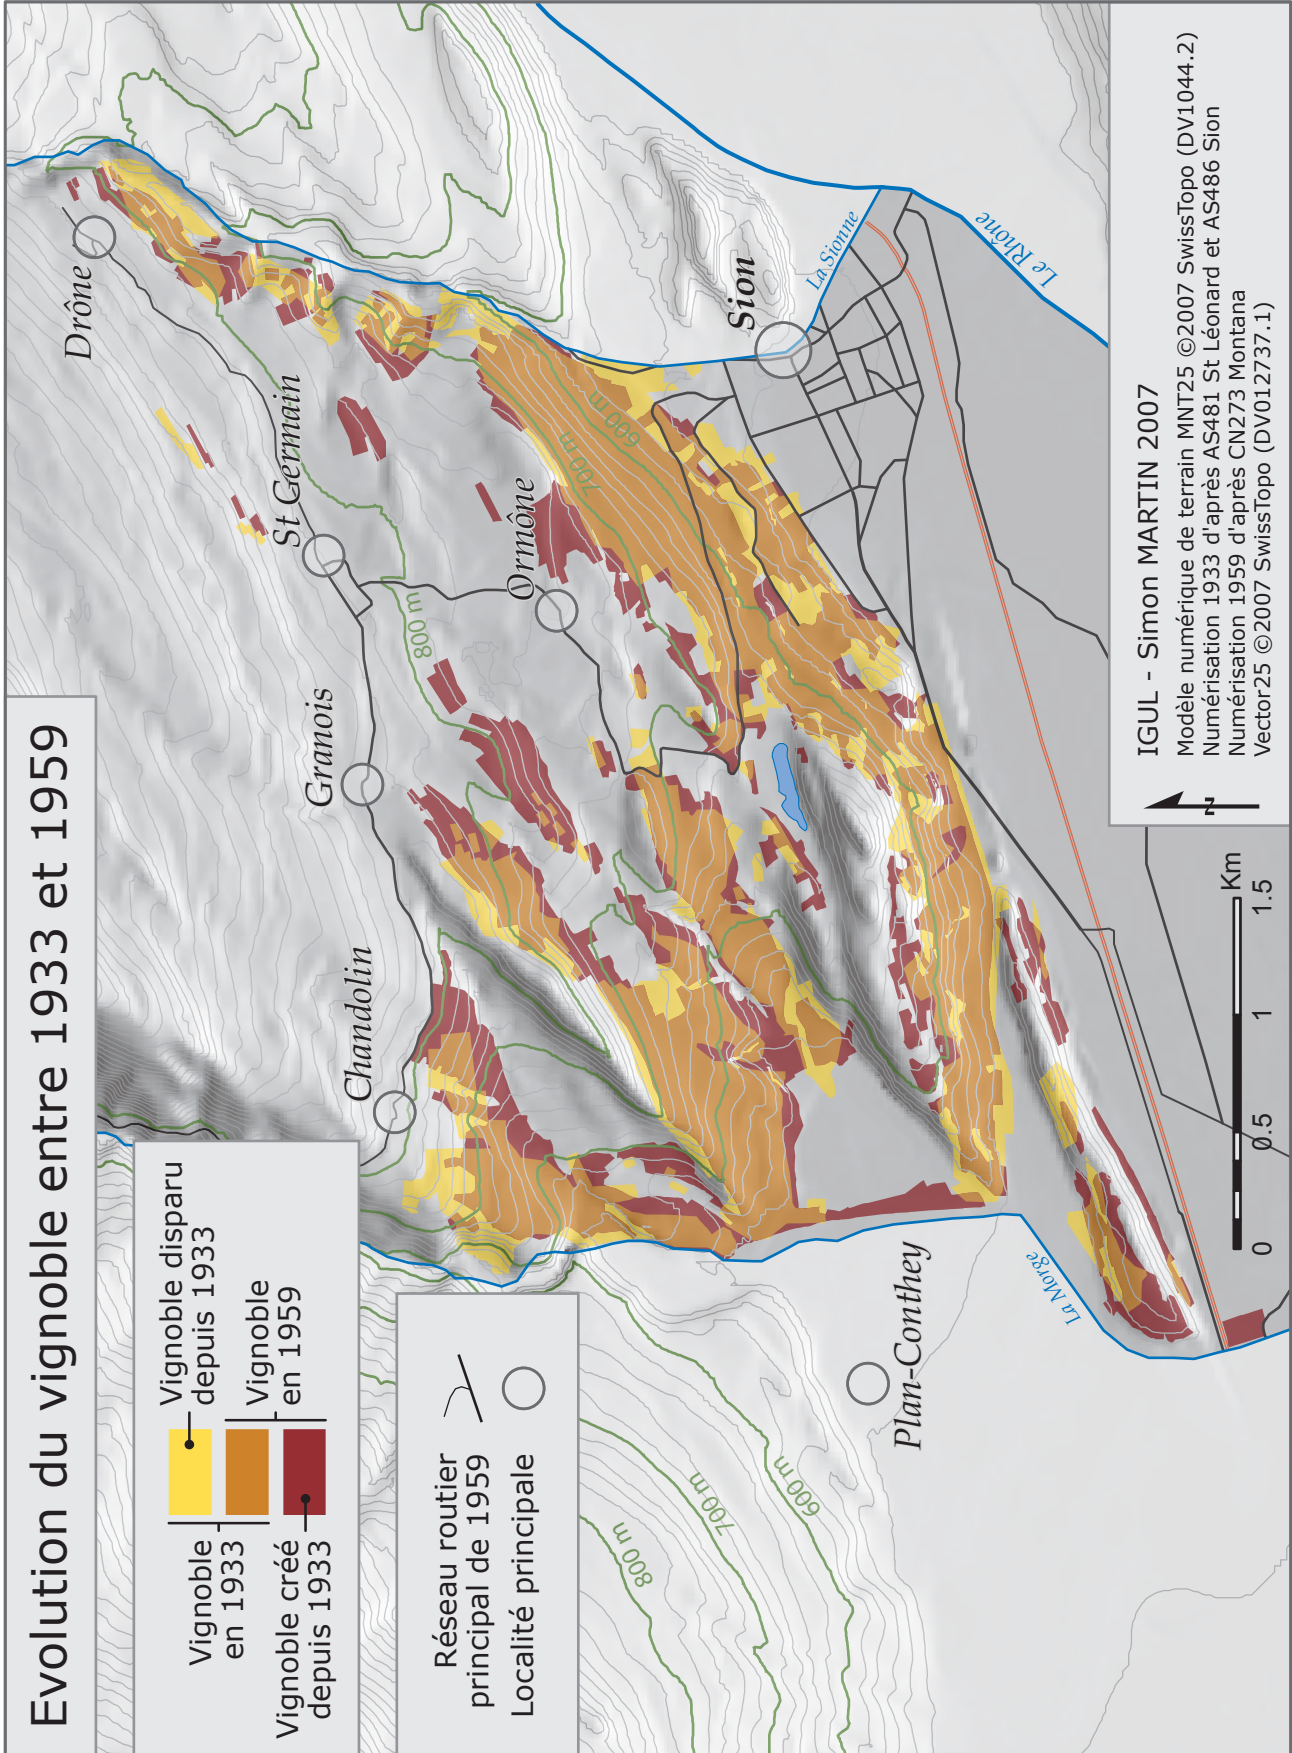 Evolution du vignoble entre 1933 et 1959
Vignoble
en 1933
Vignoble disparu
depuis 1933
Vignoble
en 1959
Vignoble créé
depuis 1933
Réseau routier
principal de 1959
Localité principale
Drône
St Germain
Granois
Chandolin
Ormône
Sion
Plan-Conthey
La Sionne
Le Rhône
La Morge
800 m
700 m
600 m
800 m
700 m
600 m
0 0.5 1 1.5
Km
N
IGUL - Simon MARTIN 2007
Modèle numérique de terrain MNT25 ©2007 SwissTopo (DV1044.2)
Numérisation 1933 d'après AS481 St Léonard et AS486 Sion
Numérisation 1959 d'après CN273 Montana
Vector25 ©2007 SwissTopo (DV012737.1)